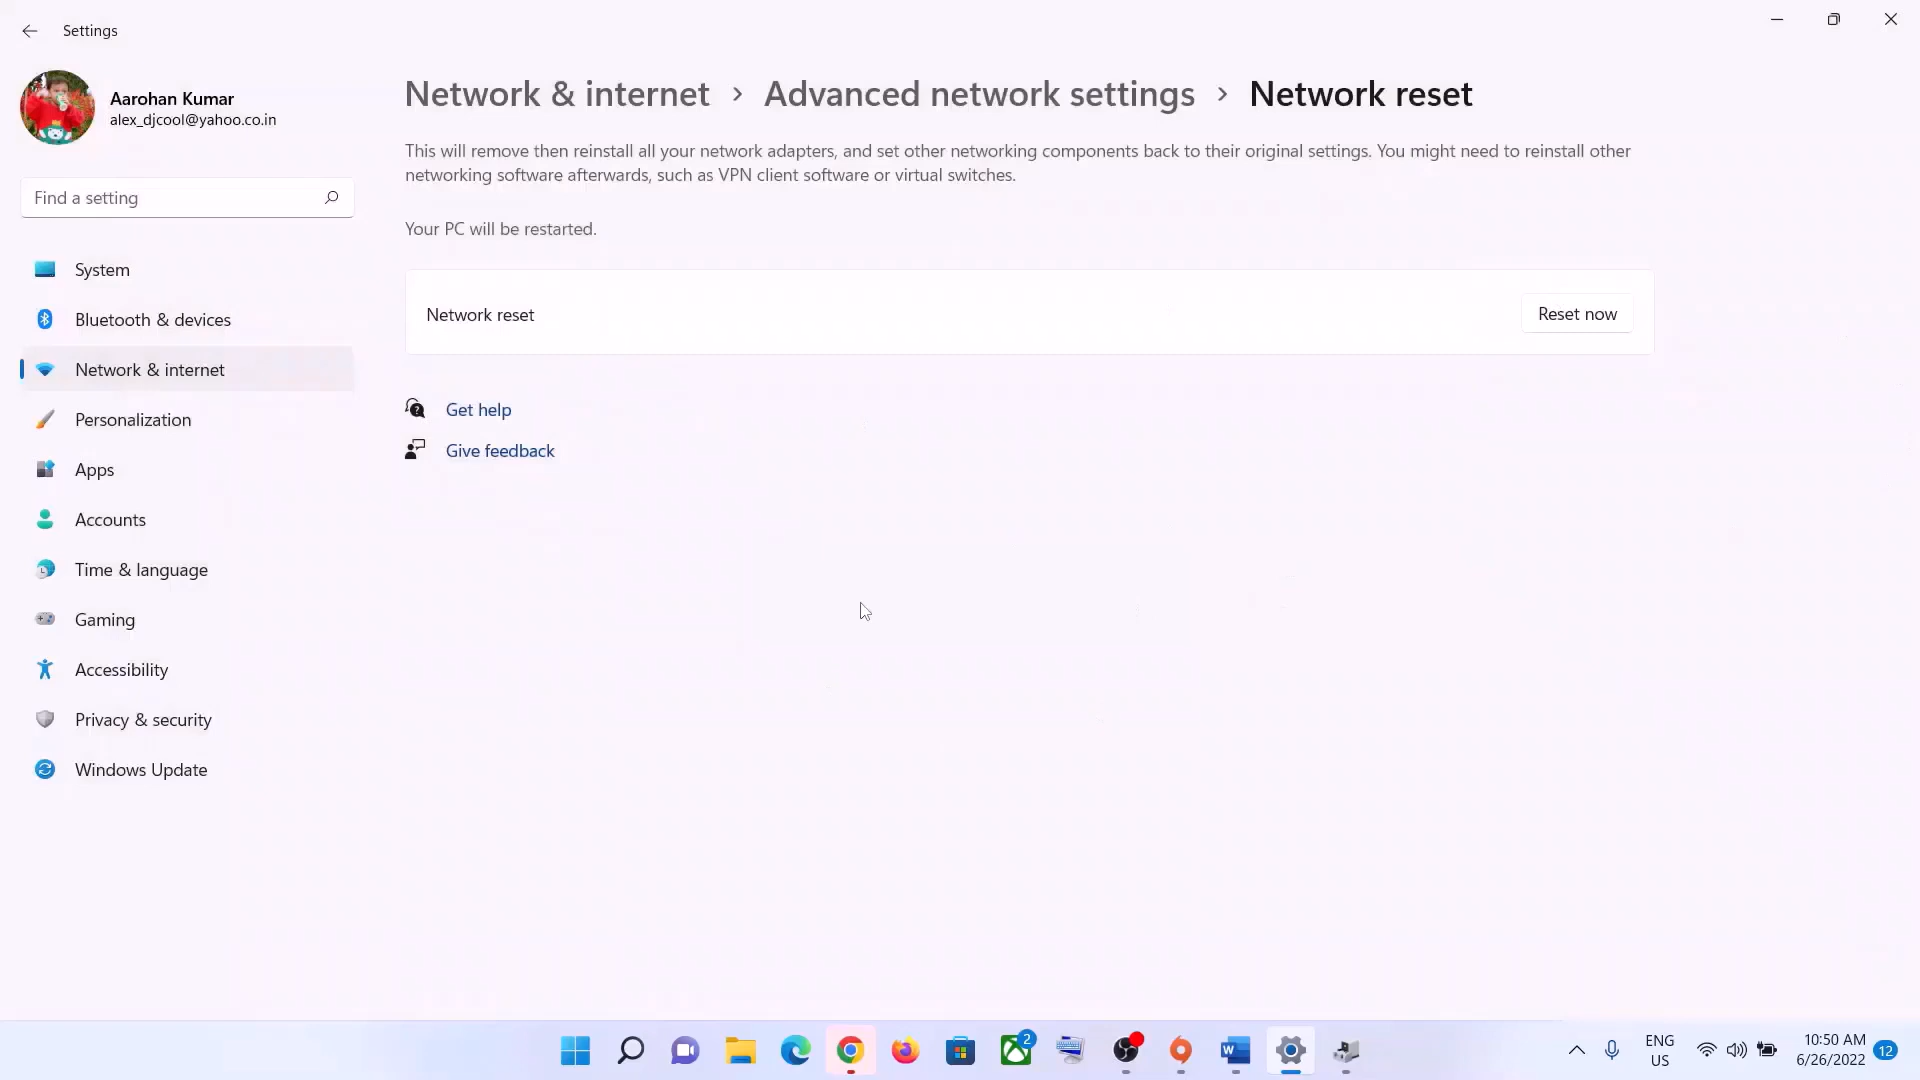 Settings
Aarohan Kumar
alex_djcool@yahoo.co.in
Find a setting
System
Bluetooth & devices
Network & internet
Personalization
Apps
Accounts
Time & language
Gaming
Accessibility
Privacy & security
Windows Update
Network & internet › Advanced network settings › Network reset
This will remove then reinstall all your network adapters, and set other networking components back to their original settings. You might need to reinstall other
networking software afterwards, such as VPN client software or virtual switches.
Your PC will be restarted.
Network reset
Reset now
Get help
Give feedback
2
ENG
US
10:50 AM
6/26/2022
12